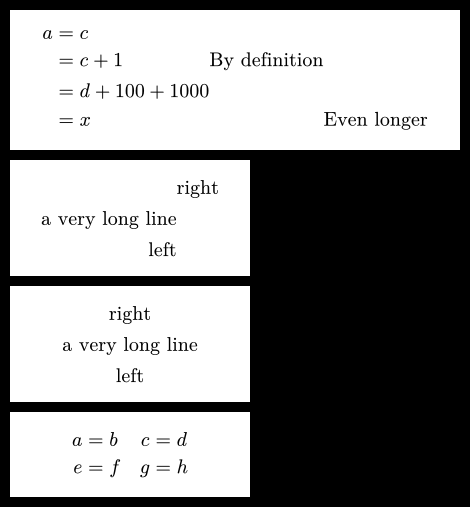 a = c
= c + 1 By definition
= d + 100 + 1000
= x Even longer
right
a very long line
left
right
a very long line
left
a = b c = d
e = f g = h